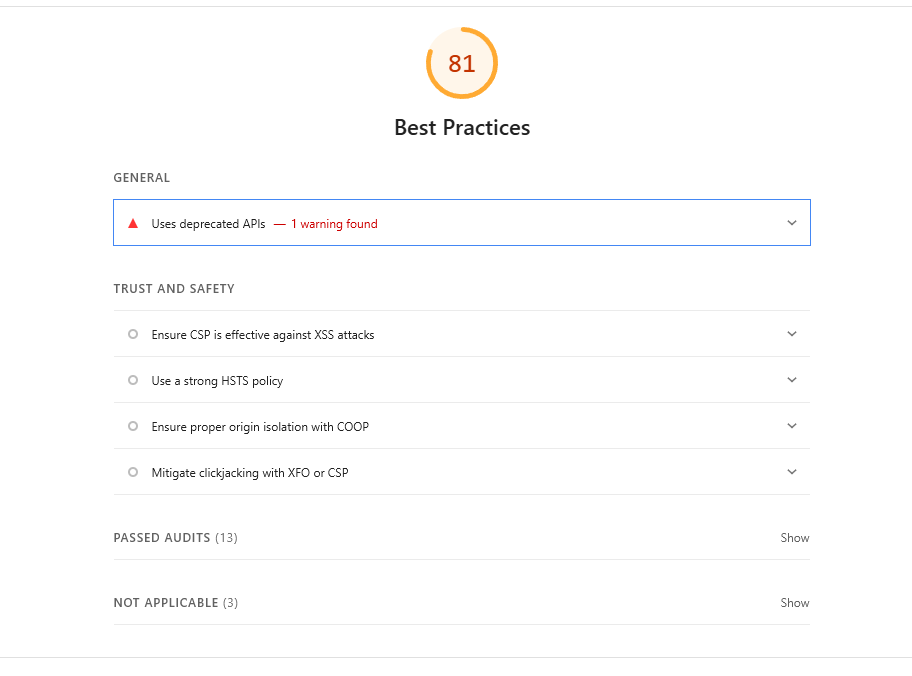 81
Best Practices
GENERAL
Uses deprecated APIs — 1 warning found
TRUST AND SAFETY
Ensure CSP is effective against XSS attacks
Use a strong HSTS policy
Ensure proper origin isolation with COOP
Mitigate clickjacking with XFO or CSP
PASSED AUDITS (13) Show
NOT APPLICABLE (3) Show